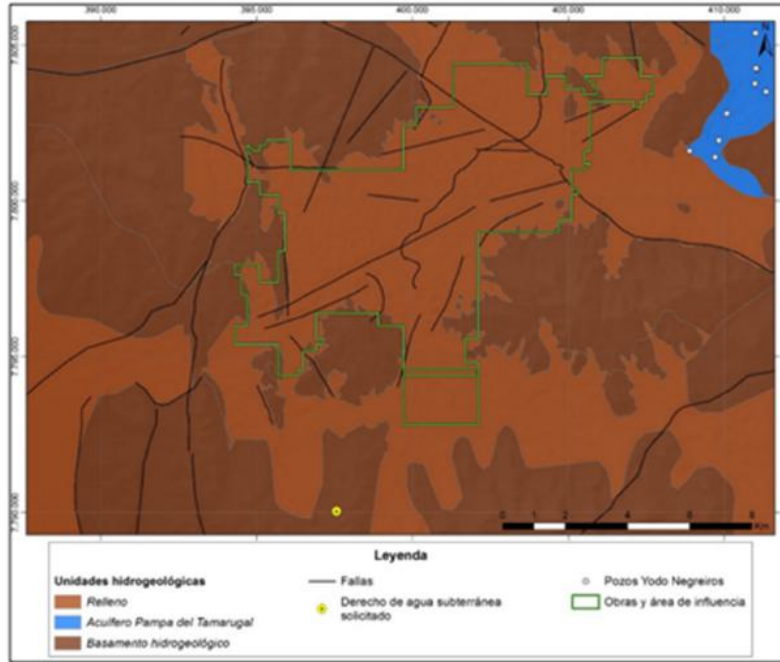 390.000 395.000 400.000 405.000 410.000
7.805.000
7.800.000
7.795.000
7.790.000
N
0 1 2 4 6 8
Km
Leyenda
Unidades hidrogeológicas
Relleno
Acuífero Pampa del Tamarugal
Basamento hidrogeológico
Fallas
Derecho de agua subterránea
solicitado
Pozos Yodo Negreiros
Obras y área de influencia